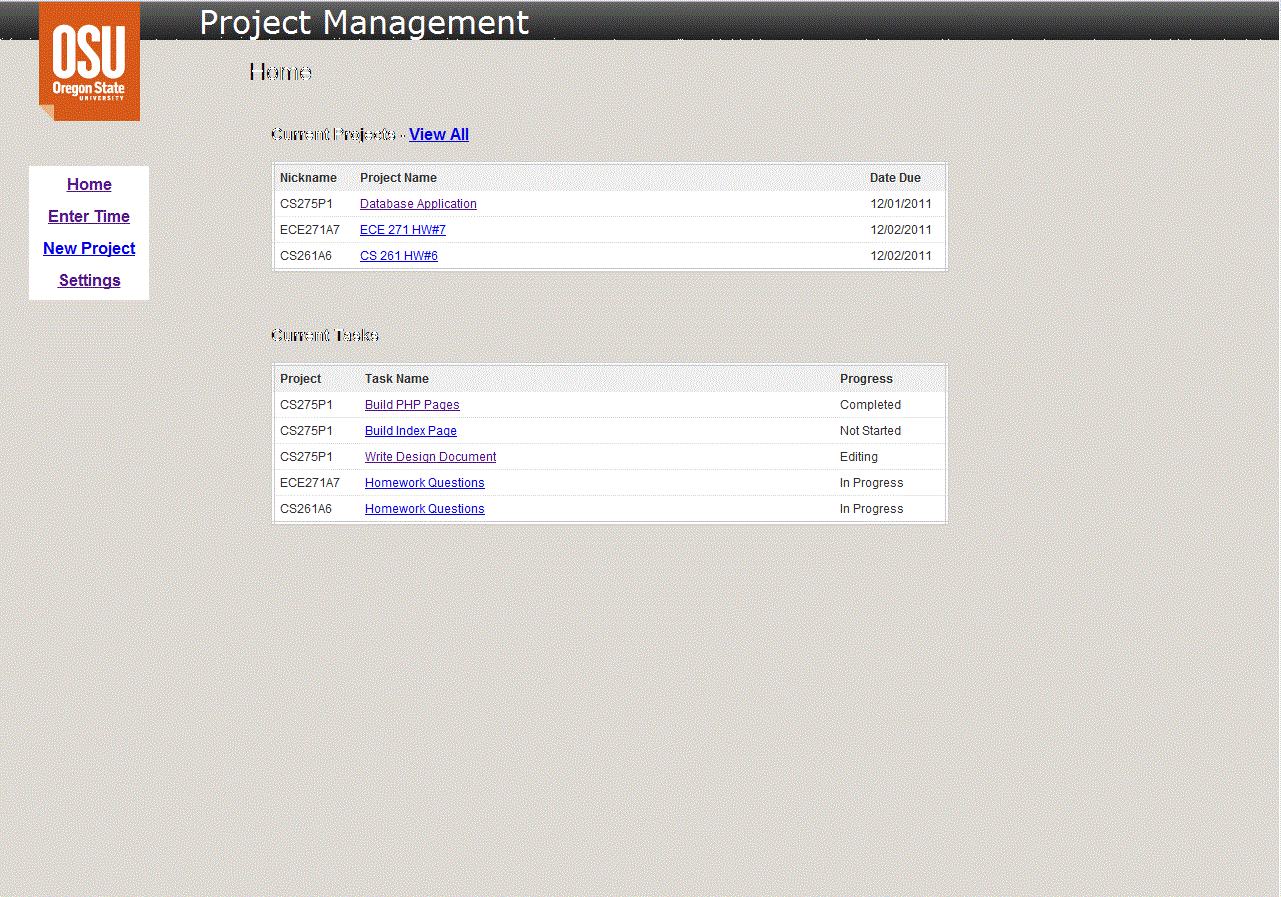 Project Management
OSU
Oregon State
UNIVERSITY
Home
Current Projects - View All
Home
Enter Time
New Project
Settings
Nickname Project Name Date Due
CS275P1 Database Application 12/01/2011
ECE271A7 ECE 271 HW#7 12/02/2011
CS261A6 CS 261 HW#6 12/02/2011
Current Tasks
Project Task Name Progress
CS275P1 Build PHP Pages Completed
CS275P1 Build Index Page Not Started
CS275P1 Write Design Document Editing
ECE271A7 Homework Questions In Progress
CS261A6 Homework Questions In Progress